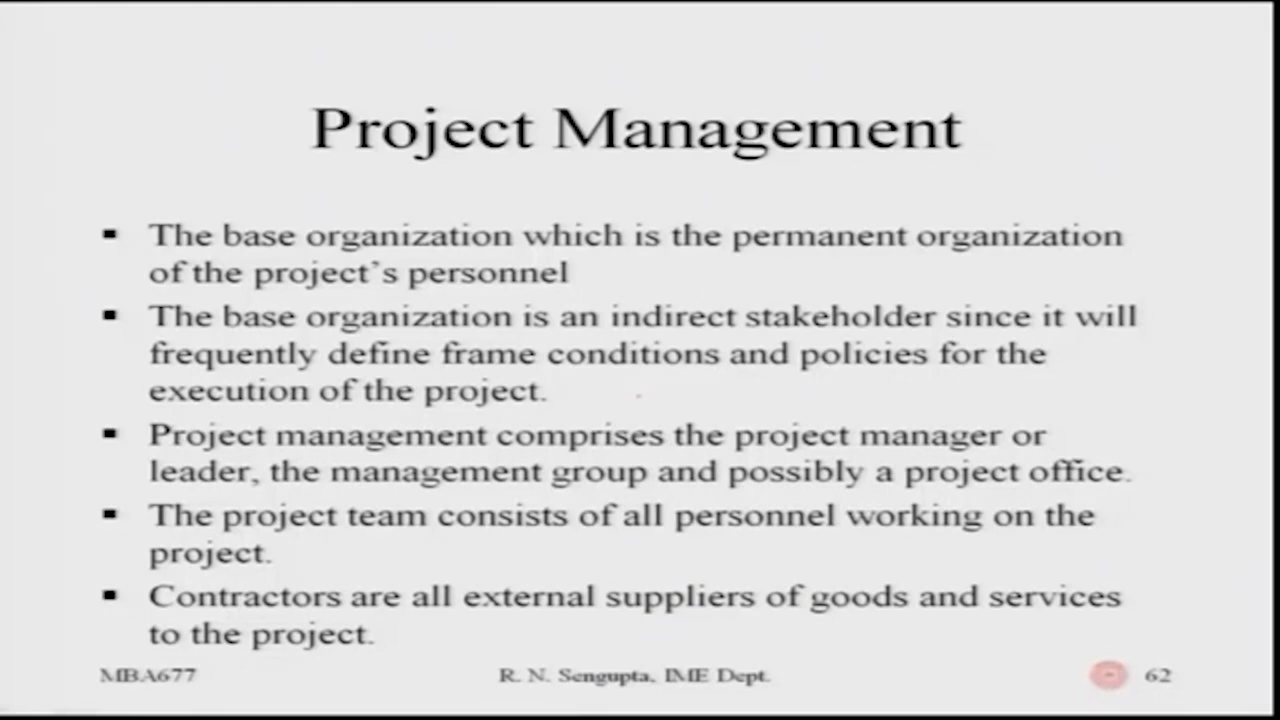 Project Management
▪ The base organization which is the permanent organization
of the project's personnel
▪ The base organization is an indirect stakeholder since it will
frequently define frame conditions and policies for the
execution of the project.
▪ Project management comprises the project manager or
leader, the management group and possibly a project office.
▪ The project team consists of all personnel working on the
project.
▪ Contractors are all external suppliers of goods and services
to the project.
MBA677 R. N. Sengupta, IME Dept. 62